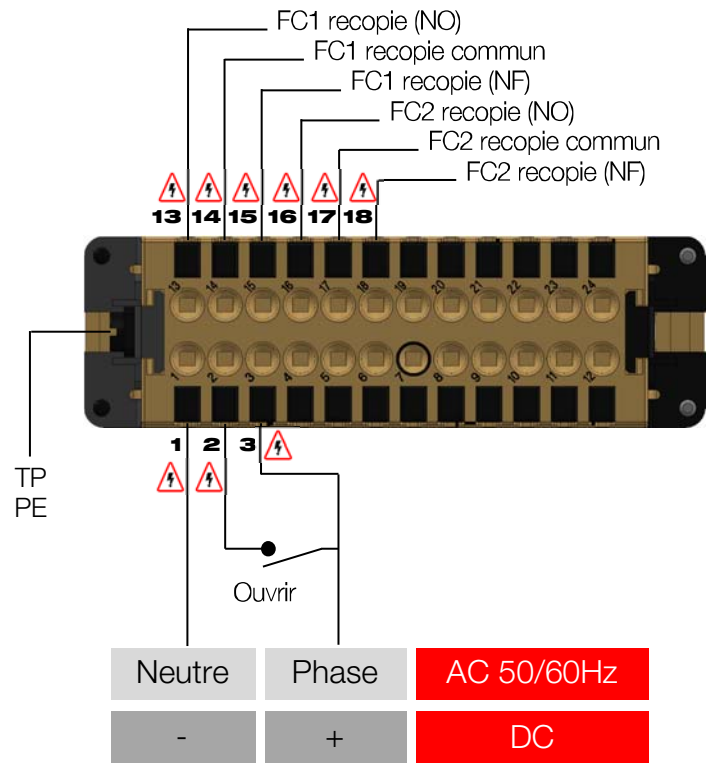 FC1 recopie (NO)
FC1 recopie commun
FC1 recopie (NF)
FC2 recopie (NO)
FC2 recopie commun
FC2 recopie (NF)
13 14 15 16 17 18
13 14 15 16 17 18 19 20 21 22 23 24
1 2 3 4 5 6 7 8 9 10 11 12
1 2 3
TP
PE
Ouvrir
Neutre Phase AC 50/60Hz
- + DC